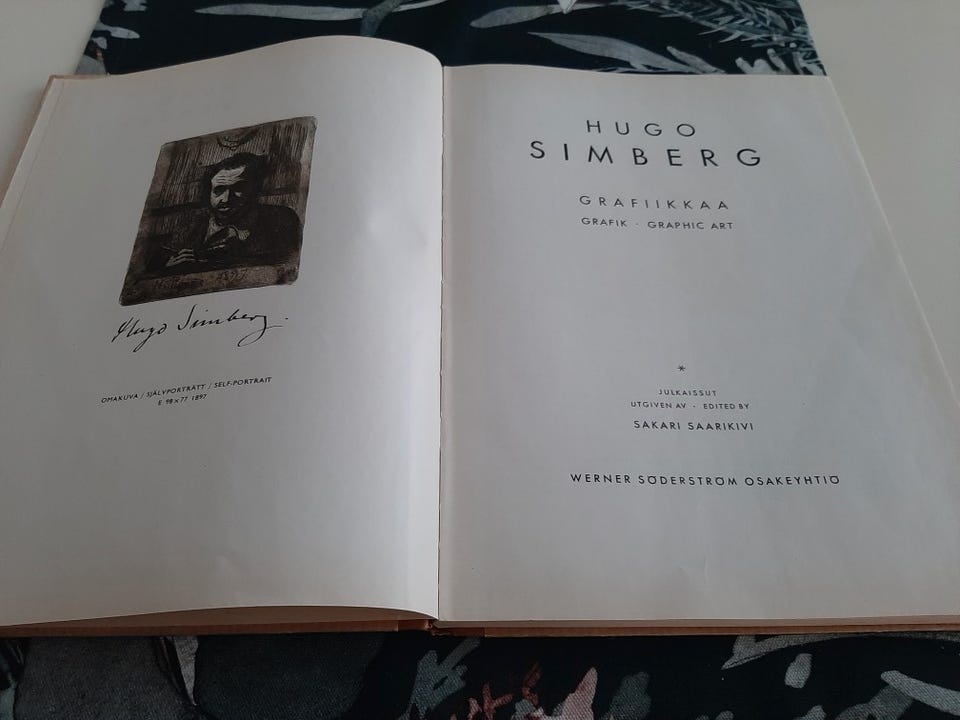 Hugo Simberg.
OMAKUVA / SJÄLVPORTRÄTT / SELF-PORTRAIT
E 98 × 77 1897
HUGO
SIMBERG
GRAFIIKKAA
GRAFIK · GRAPHIC ART
*
JULKAISSUT
UTGIVEN AV · EDITED BY
SAKARI SAARIKIVI
WERNER SÖDERSTRÖM OSAKEYHTIÖ